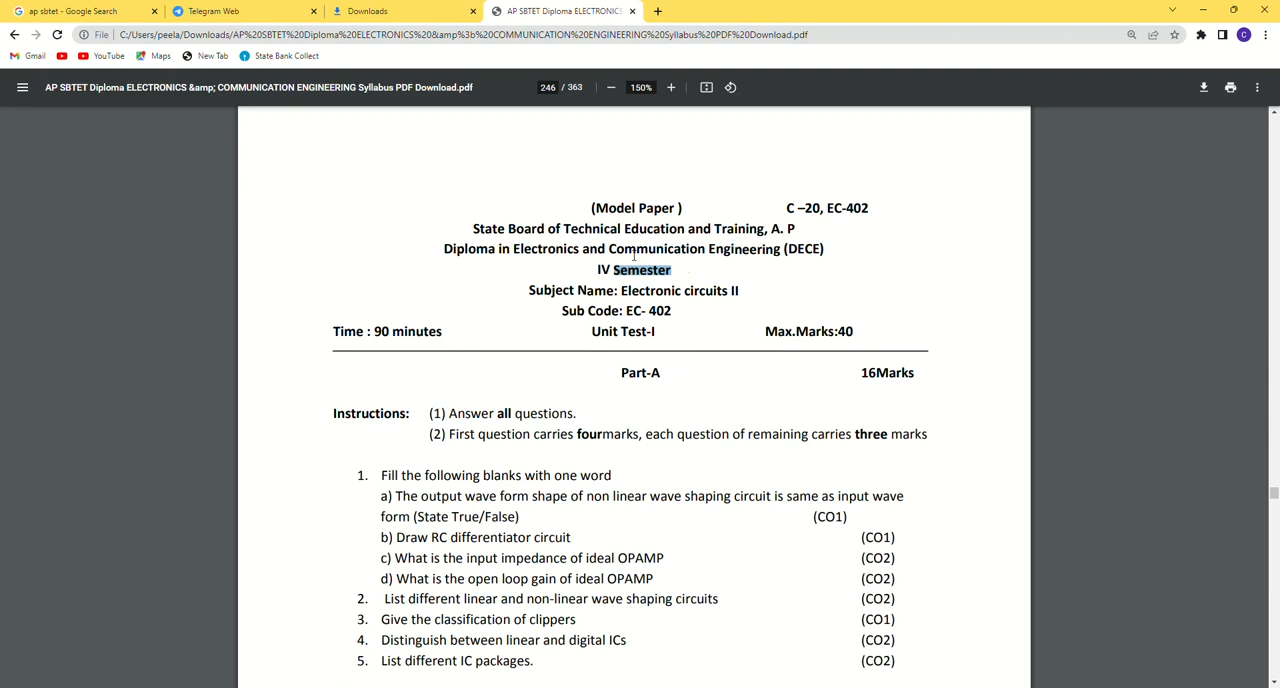 ap sbtet - Google Search
Telegram Web
Downloads
AP SBTET Diploma ELECTRONICS
File
C:/Users/peela/Downloads/AP%20SBTET%20Diploma%20ELECTRONICS%20&amp%3b%20COMMUNICATION%20ENGINEERING%20Syllabus%20PDF%20Download.pdf
C
Gmail
YouTube
Maps
New Tab
State Bank Collect
AP SBTET Diploma ELECTRONICS &amp; COMMUNICATION ENGINEERING Syllabus PDF Download.pdf
246 / 363
150%
(Model Paper ) C –20, EC-402
State Board of Technical Education and Training, A. P
Diploma in Electronics and Communication Engineering (DECE)
IV Semester
Subject Name: Electronic circuits II
Sub Code: EC- 402
Time : 90 minutes Unit Test-I Max.Marks:40
Part-A 16Marks
Instructions: (1) Answer all questions.
(2) First question carries fourmarks, each question of remaining carries three marks
1. Fill the following blanks with one word
a) The output wave form shape of non linear wave shaping circuit is same as input wave
form (State True/False) (CO1)
b) Draw RC differentiator circuit (CO1)
c) What is the input impedance of ideal OPAMP (CO2)
d) What is the open loop gain of ideal OPAMP (CO2)
2. List different linear and non-linear wave shaping circuits (CO2)
3. Give the classification of clippers (CO1)
4. Distinguish between linear and digital ICs (CO2)
5. List different IC packages. (CO2)